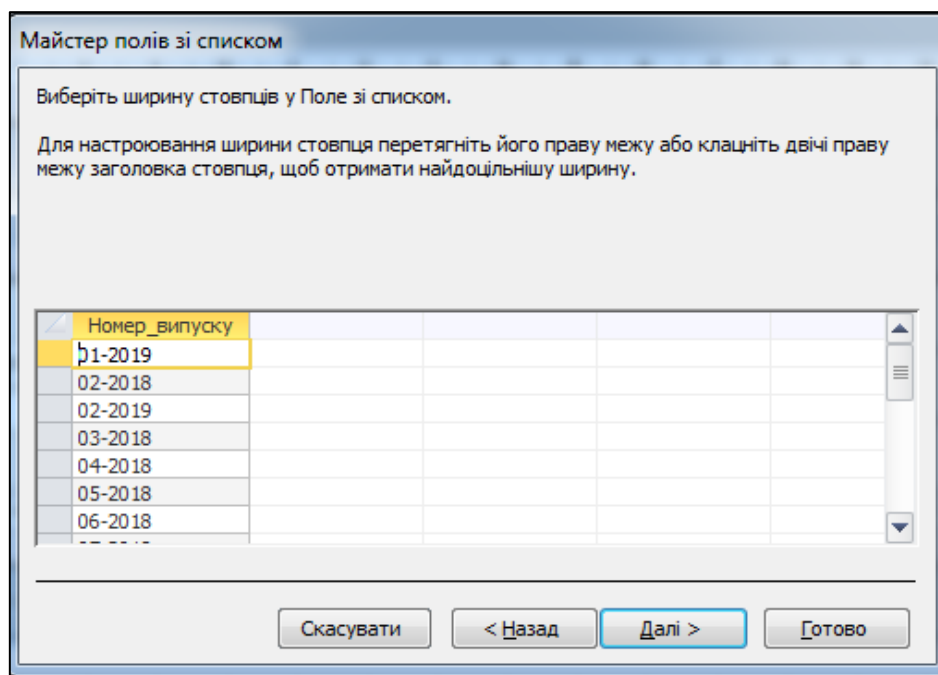 Майстер полів зі списком
Виберіть ширину стовпців у Поле зі списком.
Для настроювання ширини стовпця перетягніть його праву межу або клацніть двічі праву
межу заголовка стовпця, щоб отримати найдоцільнішу ширину.
Номер_випуску
01-2019
02-2018
02-2019
03-2018
04-2018
05-2018
06-2018
Скасувати < Назад Далі > Готово